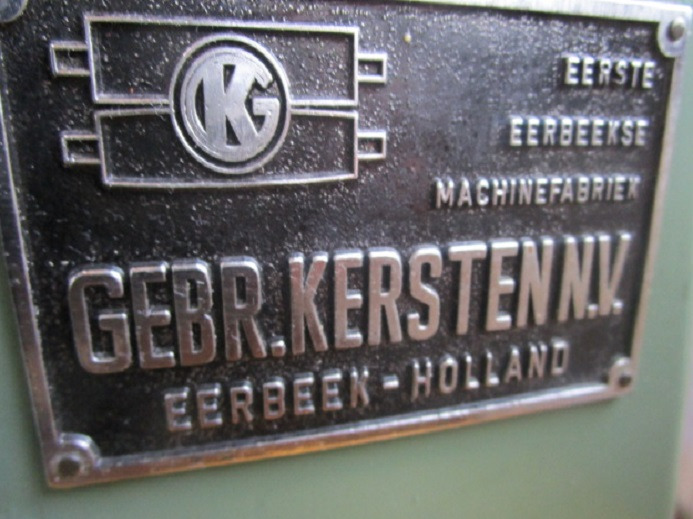 KG
EERSTE
EERBEEKSE
MACHINEFABRIEK
GEBR. KERSTEN N.V.
EERBEEK - HOLLAND